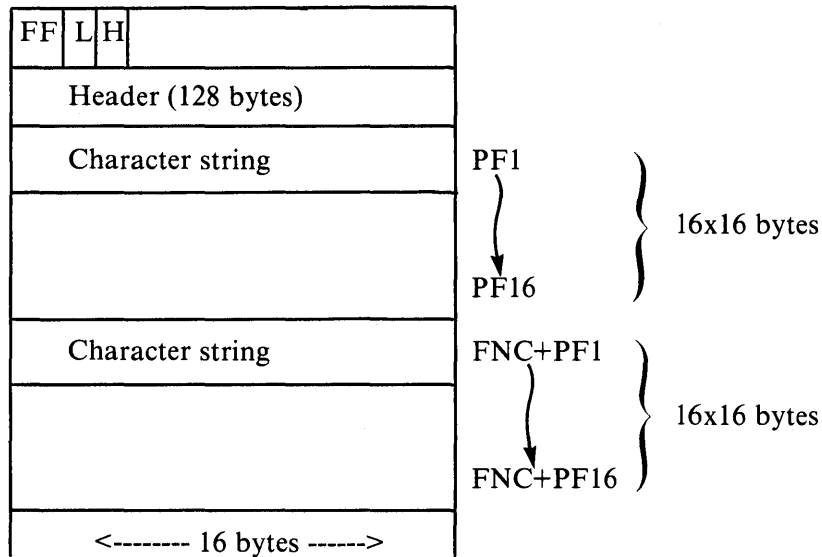 FF L H
Header (128 bytes)
Character string PF1
16x16 bytes
PF16
Character string FNC+PF1
16x16 bytes
FNC+PF16
<-------- 16 bytes ------>